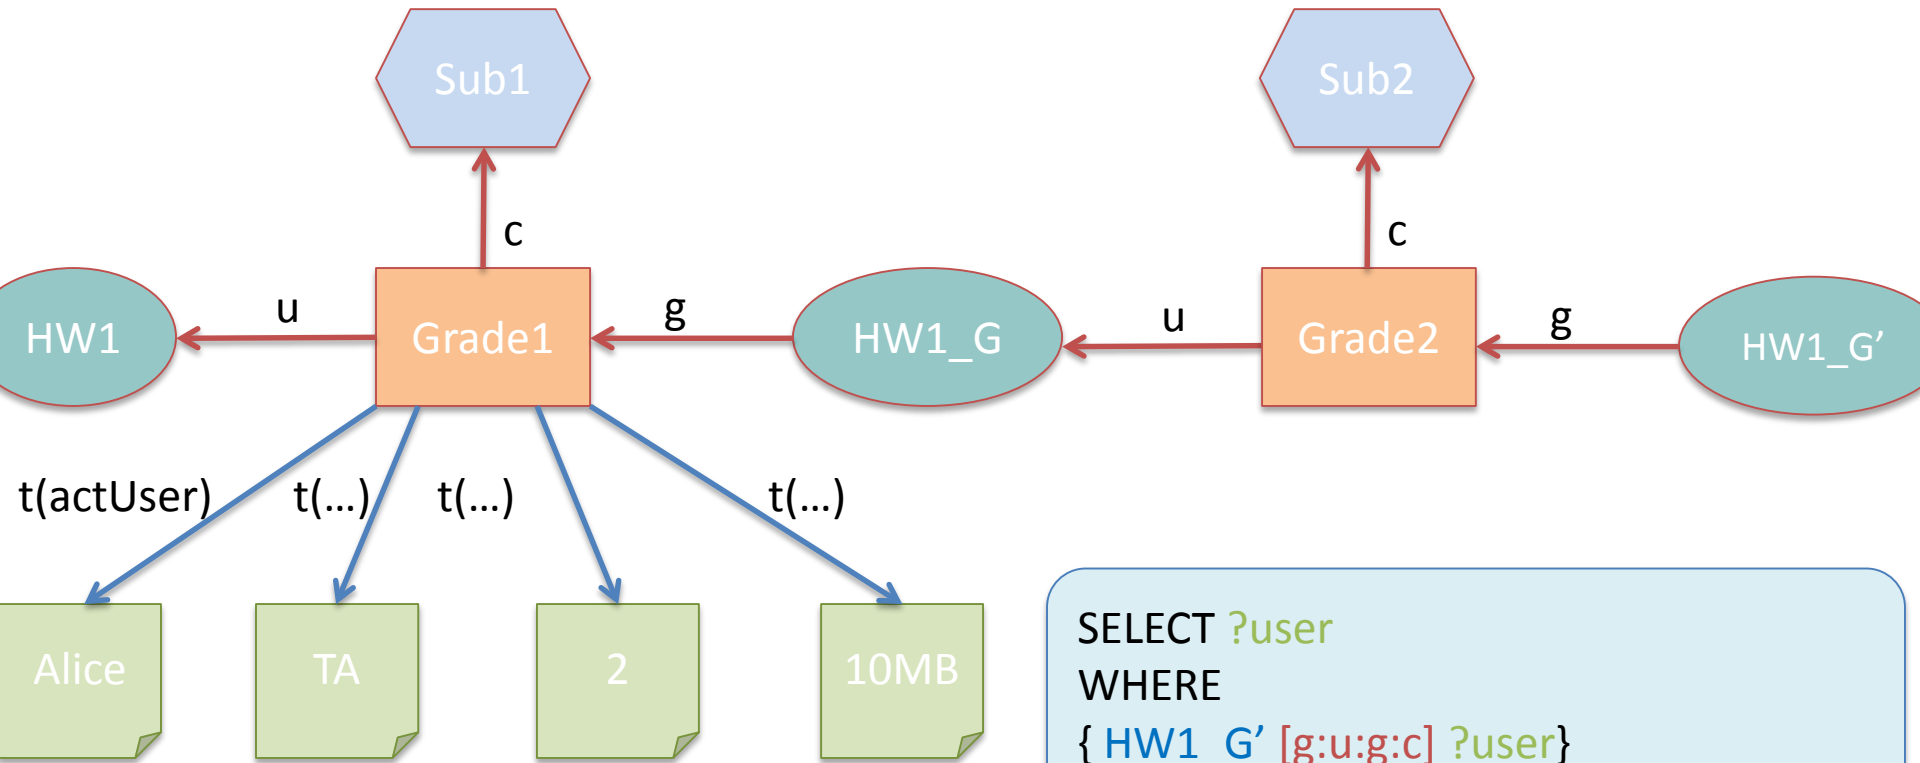 Sub1
Sub2
c
c
HW1
u
Grade1
g
HW1_G
u
Grade2
g
HW1_G’
t(actUser)
t(...)
t(...)
t(...)
Alice
TA
2
10MB
SELECT ?user
WHERE
{ HW1_G’ [g:u:g:c] ?user}